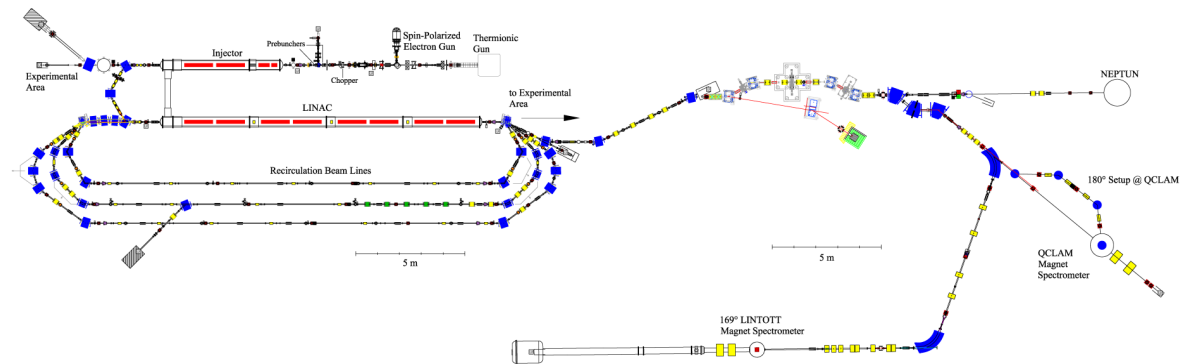 Injector
Prebunchers
Chopper
Spin-Polarized
Electron Gun
Thermionic
Gun
Experimental
Area
LINAC
to Experimental
Area
Recirculation Beam Lines
5 m
NEPTUN
180° Setup @ QCLAM
5 m
QCLAM
Magnet
Spectrometer
169° LINTOTT
Magnet Spectrometer